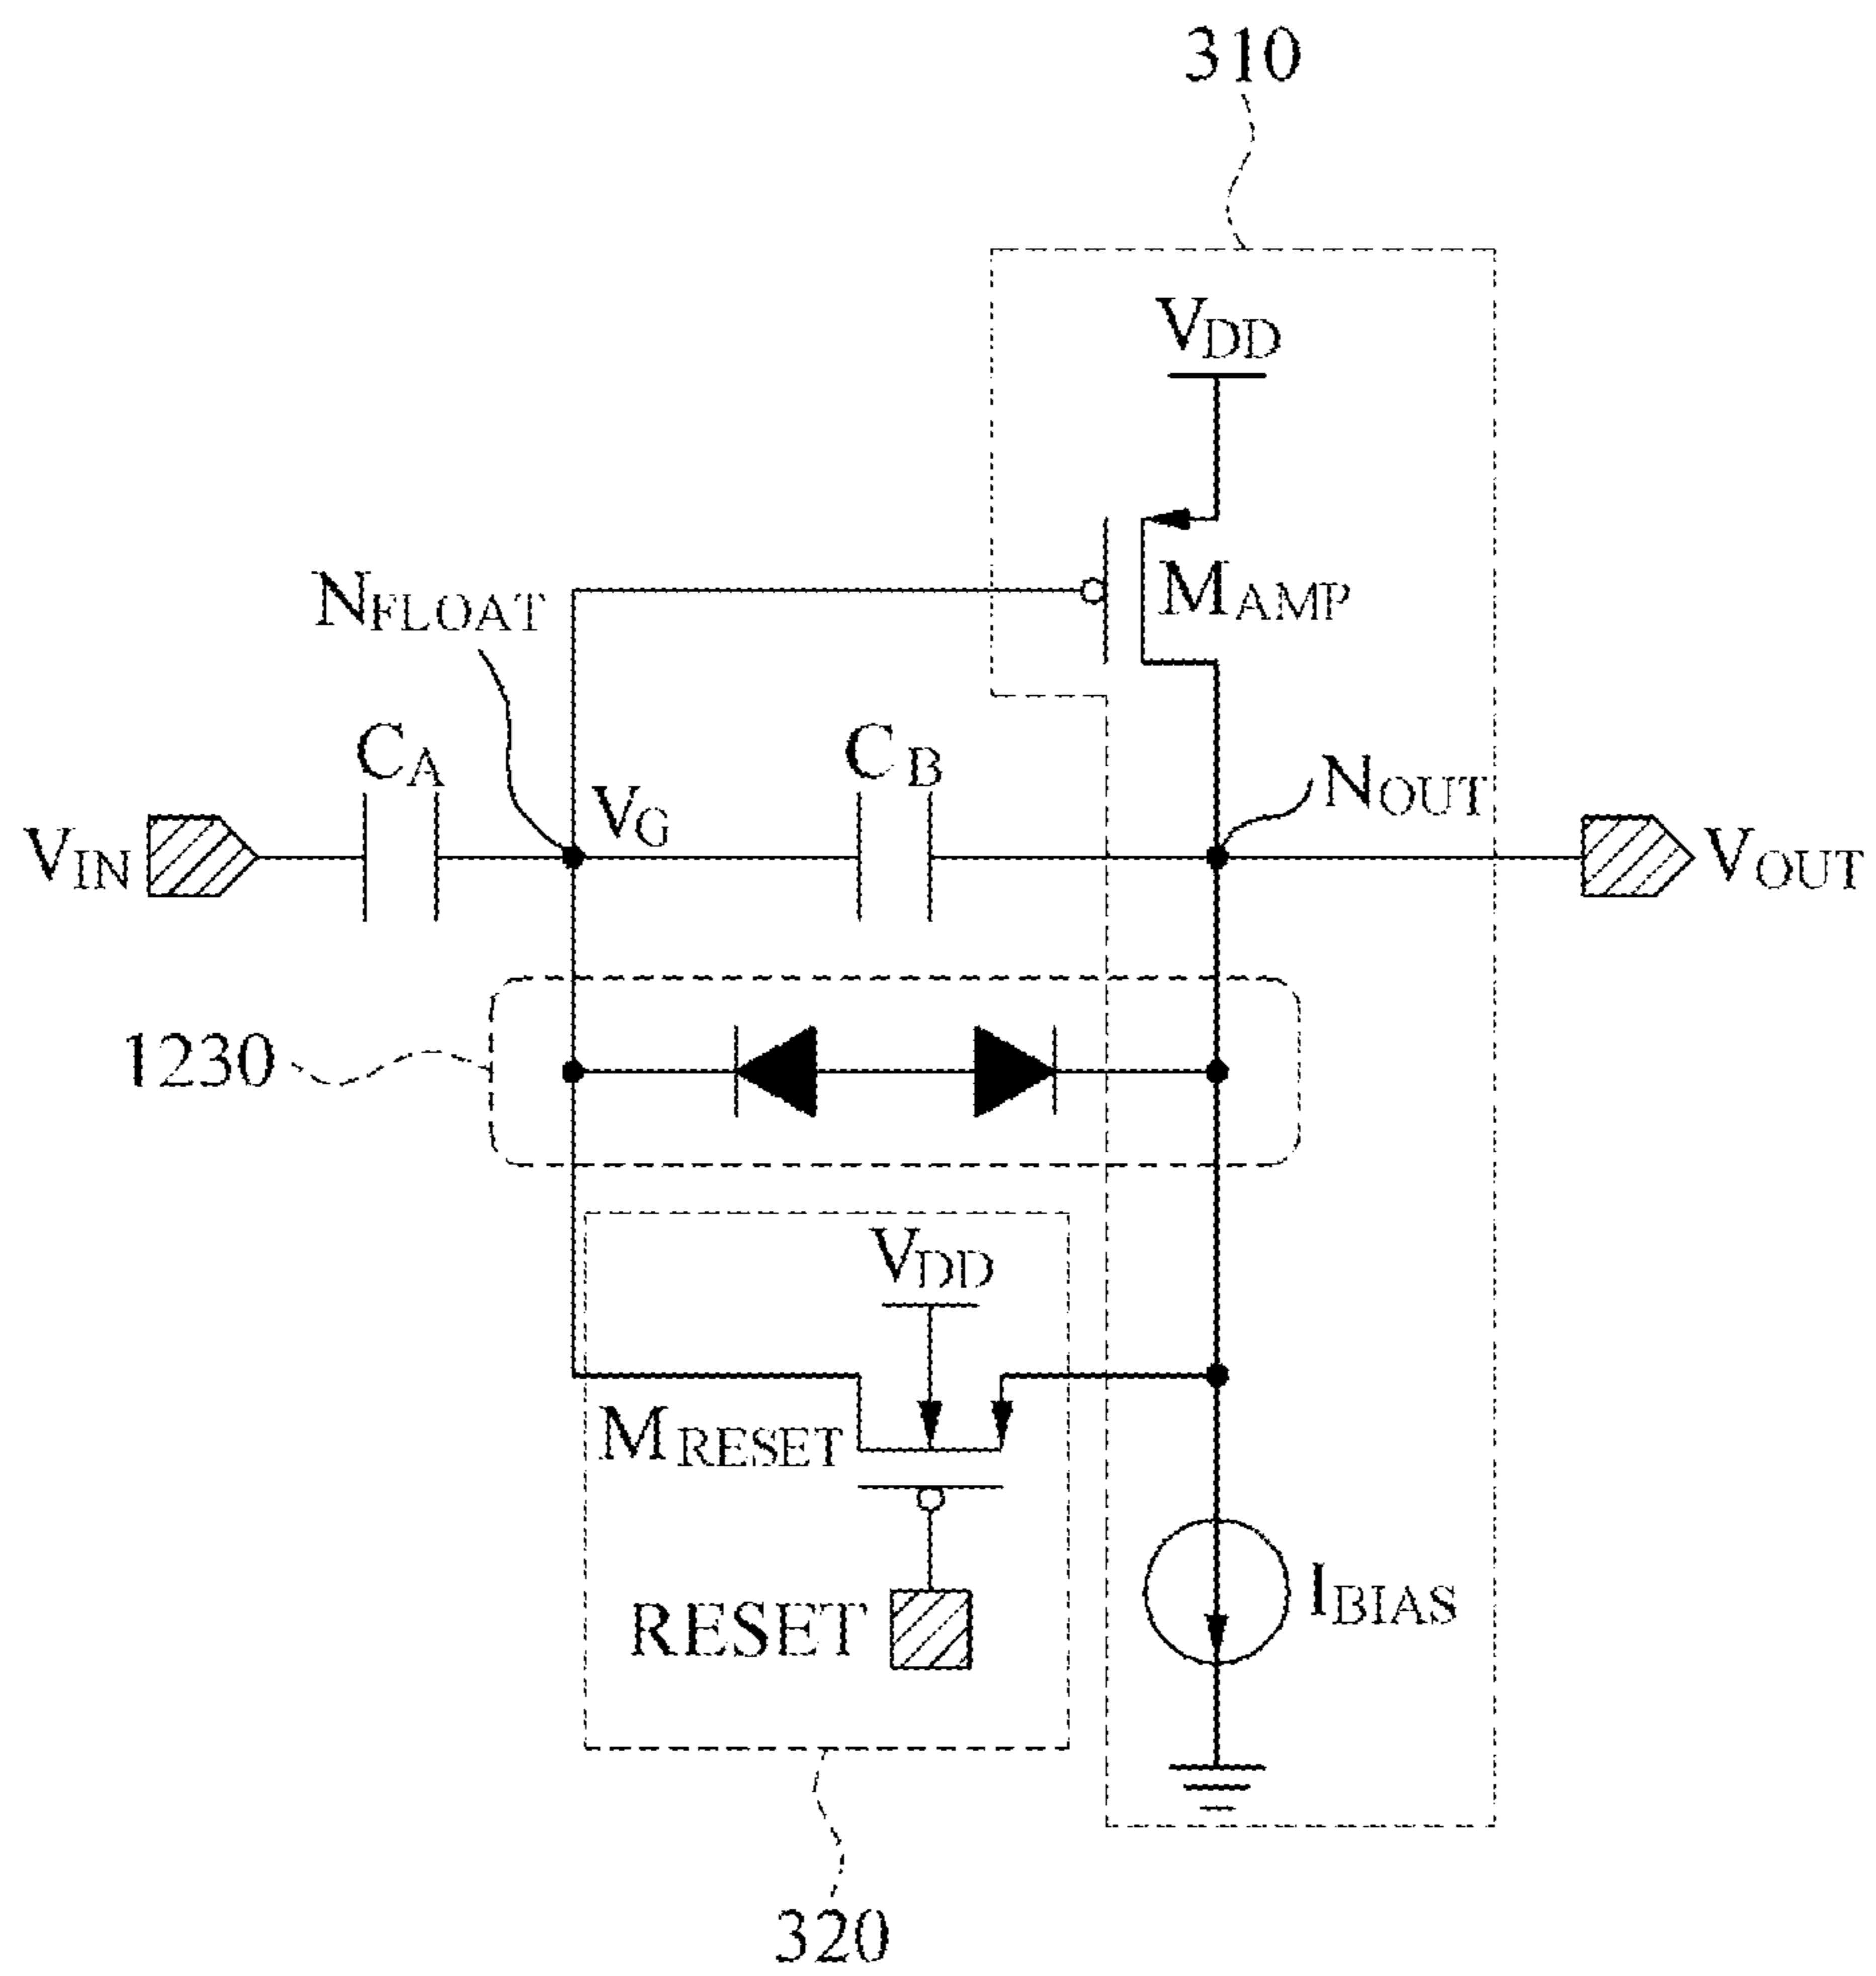 310
VDD
MAMP
NFLOAT
CA
CB
VG
NOUT
VIN
VOUT
1230
VDD
MRESET
RESET
IBIAS
320